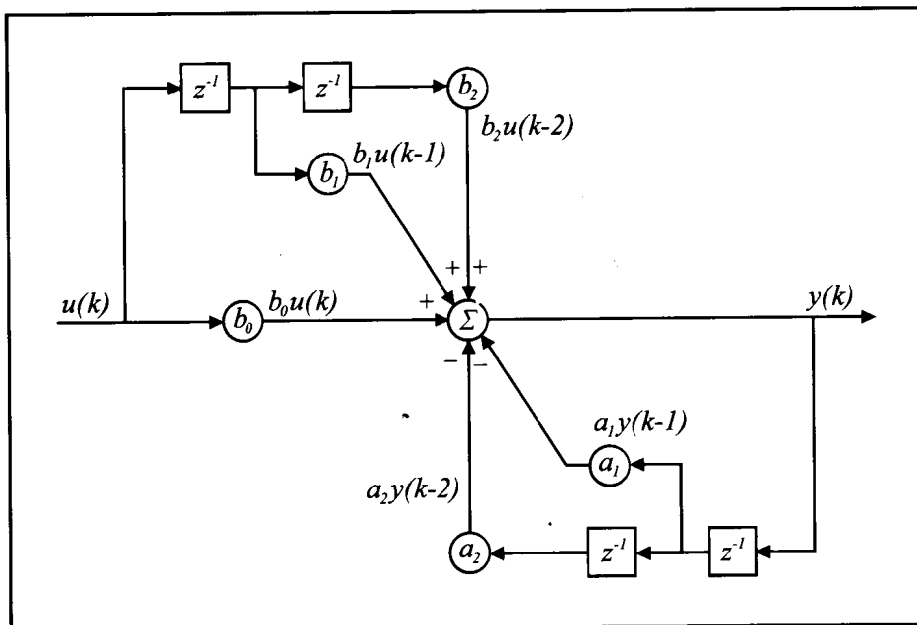 z⁻¹ z⁻¹ b₂
b₂u(k-2)
b₁ b₁u(k-1)
+ +
u(k) b₀ b₀u(k) + Σ y(k)
− −
a₁y(k-1)
a₁
a₂y(k-2)
a₂ z⁻¹ z⁻¹